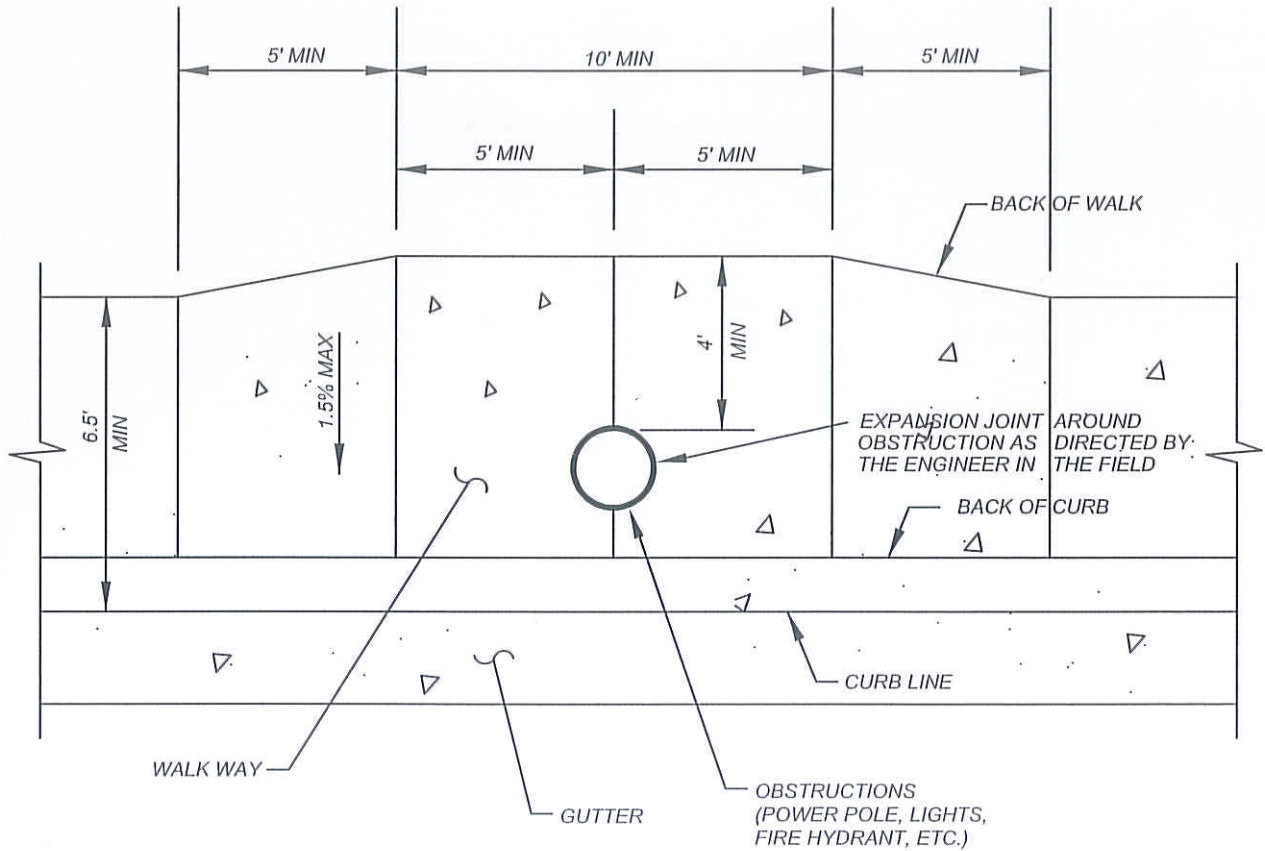 5' MIN
10' MIN
5' MIN
5' MIN
5' MIN
BACK OF WALK
4'
MIN
1.5% MAX
6.5'
MIN
EXPANSION JOINT AROUND
OBSTRUCTION AS DIRECTED BY
THE ENGINEER IN THE FIELD
BACK OF CURB
CURB LINE
WALK WAY
GUTTER
OBSTRUCTIONS
(POWER POLE, LIGHTS,
FIRE HYDRANT, ETC.)